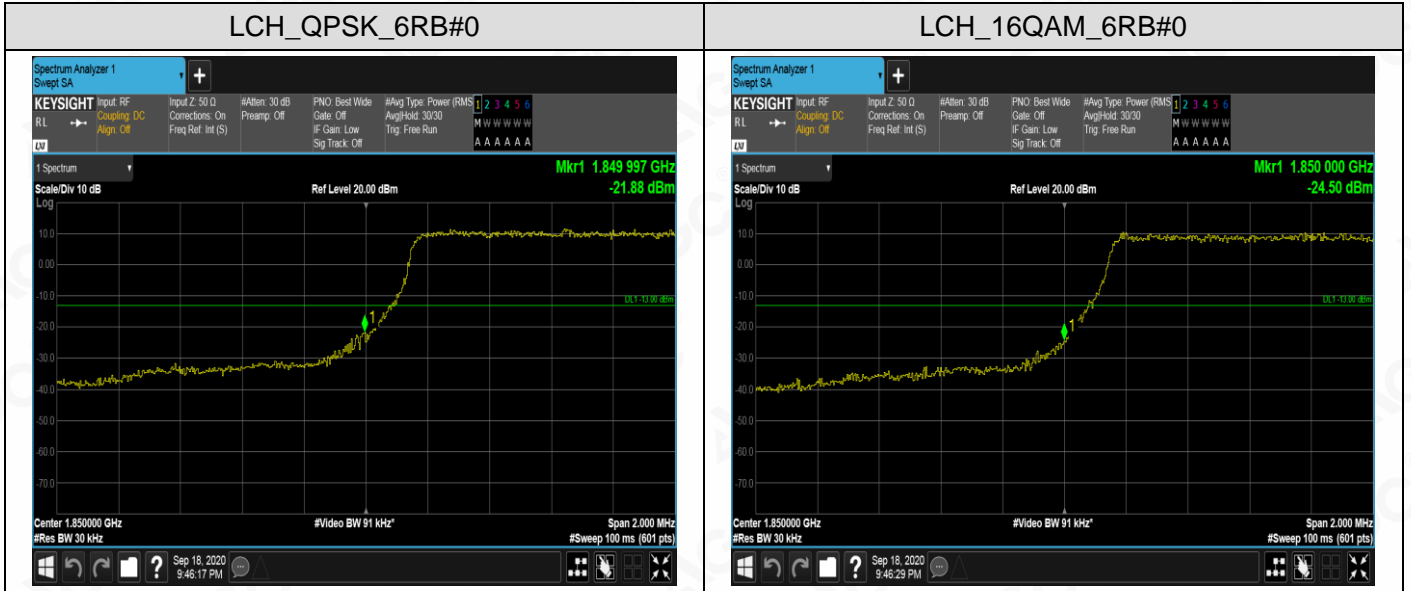 LCH_QPSK_6RB#0
Spectrum Analyzer 1
Swept SA
KEYSIGHT
RL
LXI
Input: RF
Coupling: DC
Align: Off
Input Z: 50 Ω
Corrections: On
Freq Ref: Int (S)
#Atten: 30 dB
Preamp: Off
PNO: Best Wide
Gate: Off
IF Gain: Low
Sig Track: Off
#Avg Type: Power (RMS
Avg|Hold: 30/30
Trig: Free Run
1 2 3 4 5 6
M W W W W W
A A A A A A
1 Spectrum
Mkr1 1.849 997 GHz
Scale/Div 10 dB
Ref Level 20.00 dBm
-21.88 dBm
Log
10.0
0.00
-10.0
DL1 -13.00 dBm
-20.0
1
-30.0
-40.0
-50.0
-60.0
-70.0
Center 1.850000 GHz
#Video BW 91 kHz*
Span 2.000 MHz
#Res BW 30 kHz
#Sweep 100 ms (601 pts)
?
Sep 18, 2020
9:46:17 PM
LCH_16QAM_6RB#0
Spectrum Analyzer 1
Swept SA
KEYSIGHT
RL
LXI
Input: RF
Coupling: DC
Align: Off
Input Z: 50 Ω
Corrections: On
Freq Ref: Int (S)
#Atten: 30 dB
Preamp: Off
PNO: Best Wide
Gate: Off
IF Gain: Low
Sig Track: Off
#Avg Type: Power (RMS
Avg|Hold: 30/30
Trig: Free Run
1 2 3 4 5 6
M W W W W W
A A A A A A
1 Spectrum
Mkr1 1.850 000 GHz
Scale/Div 10 dB
Ref Level 20.00 dBm
-24.50 dBm
Log
10.0
0.00
-10.0
DL1 -13.00 dBm
-20.0
1
-30.0
-40.0
-50.0
-60.0
-70.0
Center 1.850000 GHz
#Video BW 91 kHz*
Span 2.000 MHz
#Res BW 30 kHz
#Sweep 100 ms (601 pts)
?
Sep 18, 2020
9:46:29 PM